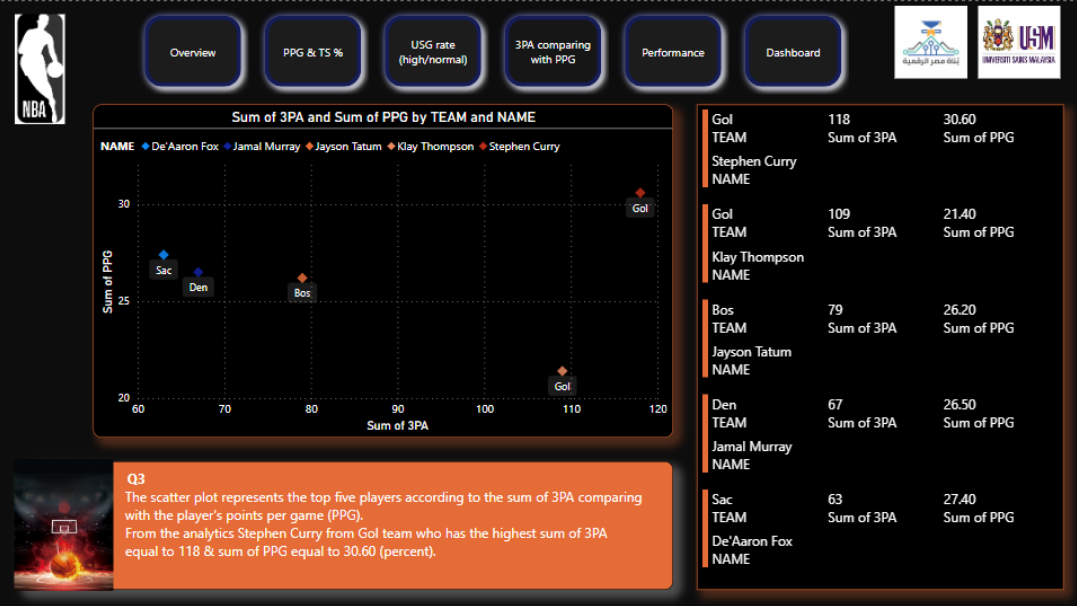 NBA
Overview
PPG & TS %
USG rate
(high/normal)
3PA comparing
with PPG
Performance
Dashboard
بُناة مصر الرقمية
USM
UNIVERSITI SAINS MALAYSIA
Sum of 3PA and Sum of PPG by TEAM and NAME
NAME De'Aaron Fox Jamal Murray Jayson Tatum Klay Thompson Stephen Curry
Sum of PPG
30
25
20
Gol
Sac
Den
Bos
Gol
60 70 80 90 100 110 120
Sum of 3PA
Gol 118 30.60
TEAM Sum of 3PA Sum of PPG
Stephen Curry
NAME
Gol 109 21.40
TEAM Sum of 3PA Sum of PPG
Klay Thompson
NAME
Bos 79 26.20
TEAM Sum of 3PA Sum of PPG
Jayson Tatum
NAME
Den 67 26.50
TEAM Sum of 3PA Sum of PPG
Jamal Murray
NAME
Sac 63 27.40
TEAM Sum of 3PA Sum of PPG
De'Aaron Fox
NAME
Q3
The scatter plot represents the top five players according to the sum of 3PA comparing
with the player's points per game (PPG).
From the analytics Stephen Curry from Gol team who has the highest sum of 3PA
equal to 118 & sum of PPG equal to 30.60 (percent).